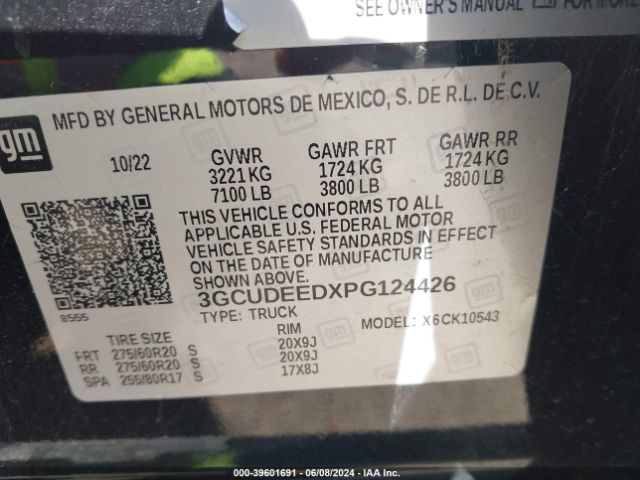 SEE OWNER'S MANUAL FOR MORE
gm
MFD BY GENERAL MOTORS DE MEXICO, S. DE R.L. DE C.V.
10/22
GVWR
3221 KG
7100 LB
GAWR FRT
1724 KG
3800 LB
GAWR RR
1724 KG
3800 LB
THIS VEHICLE CONFORMS TO ALL
APPLICABLE U.S. FEDERAL MOTOR
VEHICLE SAFETY STANDARDS IN EFFECT
ON THE DATE OF MANUFACTURE
SHOWN ABOVE.
8555
3GCUDEEDXPG124426
TYPE: TRUCK
MODEL: X6CK10543
TIRE SIZE
RIM
FRT 275/60R20 S 20X9J
RR 275/60R20 S 20X9J
SPA 255/80R17 S 17X8J
000-39601691 - 06/08/2024 - IAA Inc.